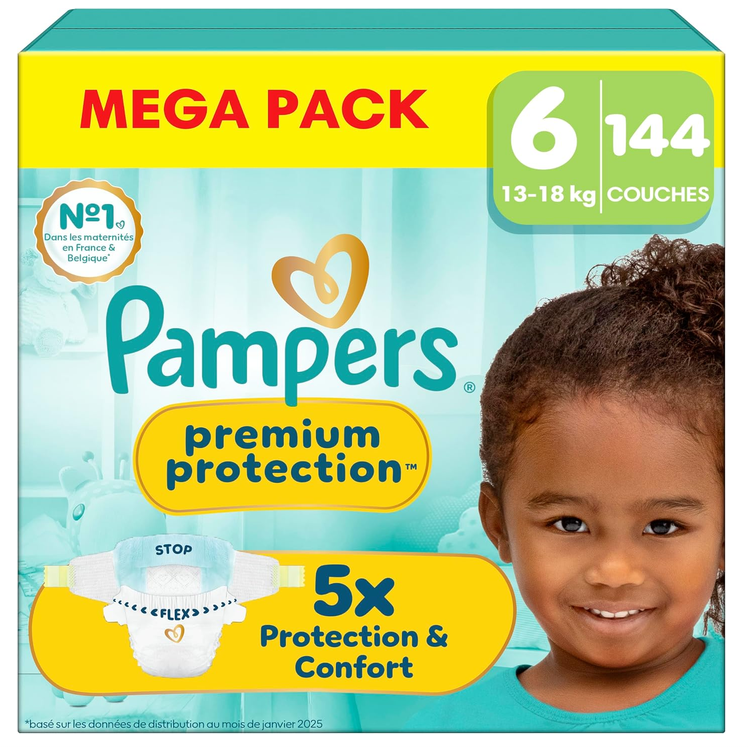 MEGA PACK
6
13-18 kg
144
COUCHES
Nº1
Dans les maternités
en France &
Belgique*
Pampers®
premium
protection™
STOP
FLEX
5x
Protection &
Confort
*basé sur les données de distribution au mois de janvier 2025